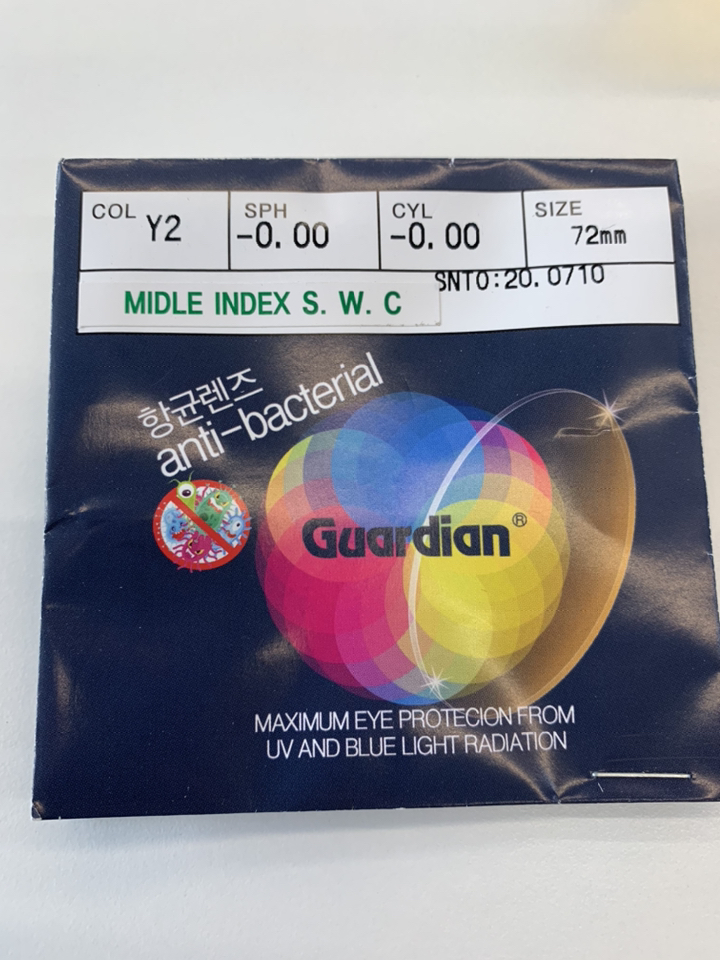 COL Y2 SPH -0.00 CYL -0.00 SIZE 72mm
SNTO:20.0710
MIDLE INDEX S. W. C
항균렌즈
anti-bacterial
Guardian®
MAXIMUM EYE PROTECION FROM
UV AND BLUE LIGHT RADIATION